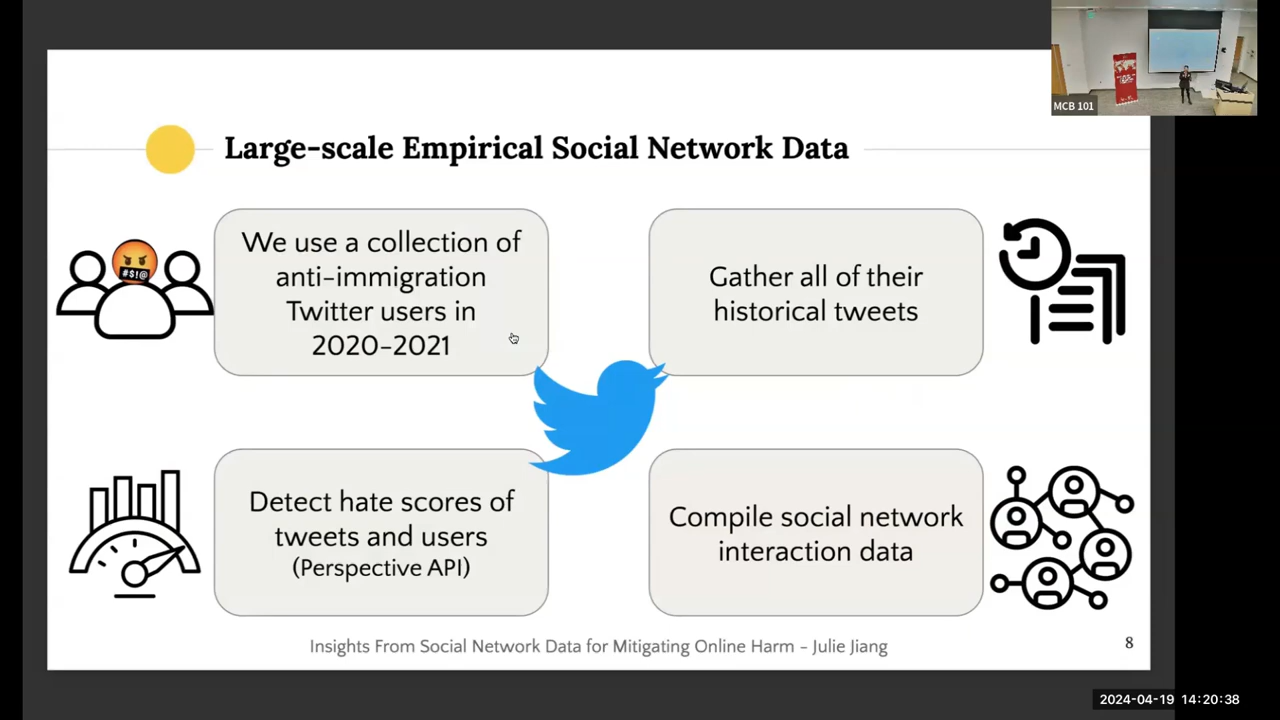 MCB 101
Large-scale Empirical Social Network Data
#$!@
We use a collection of
anti-immigration
Twitter users in
2020-2021
Gather all of their
historical tweets
Detect hate scores of
tweets and users
(Perspective API)
Compile social network
interaction data
Insights From Social Network Data for Mitigating Online Harm – Julie Jiang
8
2024-04-19 14:20:38